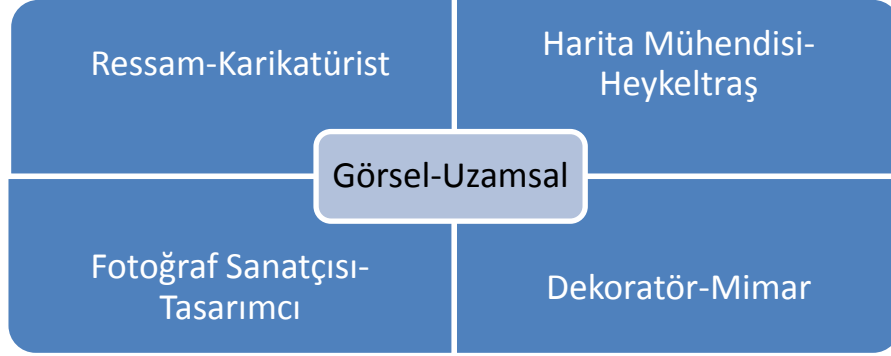 Ressam-Karikatürist
Harita Mühendisi-
Heykeltraş
Görsel-Uzamsal
Fotoğraf Sanatçısı-
Tasarımcı
Dekoratör-Mimar